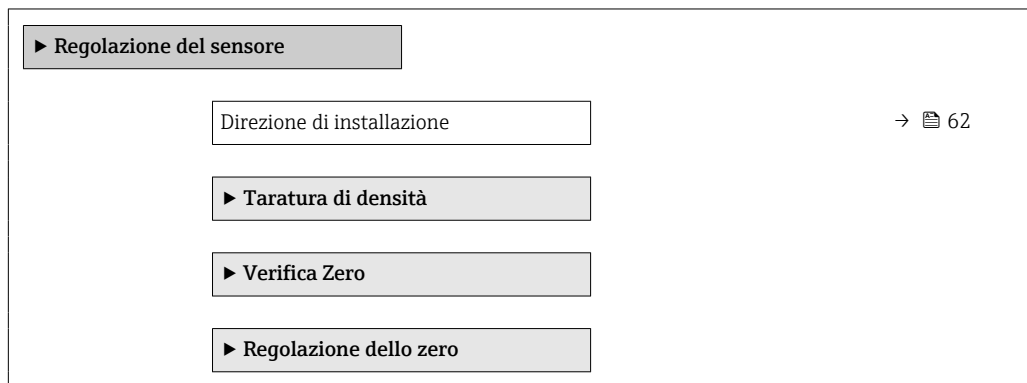 ▶ Regolazione del sensore
Direzione di installazione → 62
▶ Taratura di densità
▶ Verifica Zero
▶ Regolazione dello zero